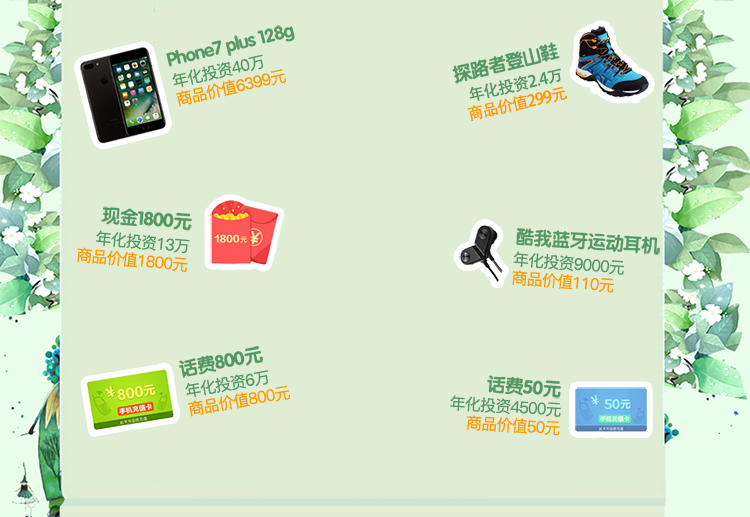 Phone7 plus 128g
年化投资40万
商品价值6399元
探路者登山鞋
年化投资2.4万
商品价值299元
现金1800元
年化投资13万
商品价值1800元
1800元
¥
酷我蓝牙运动耳机
年化投资9000元
商品价值110元
话费800元
年化投资6万
商品价值800元
¥800元
手机充值卡
话费50元
年化投资4500元
商品价值50元
¥50元
手机充值卡